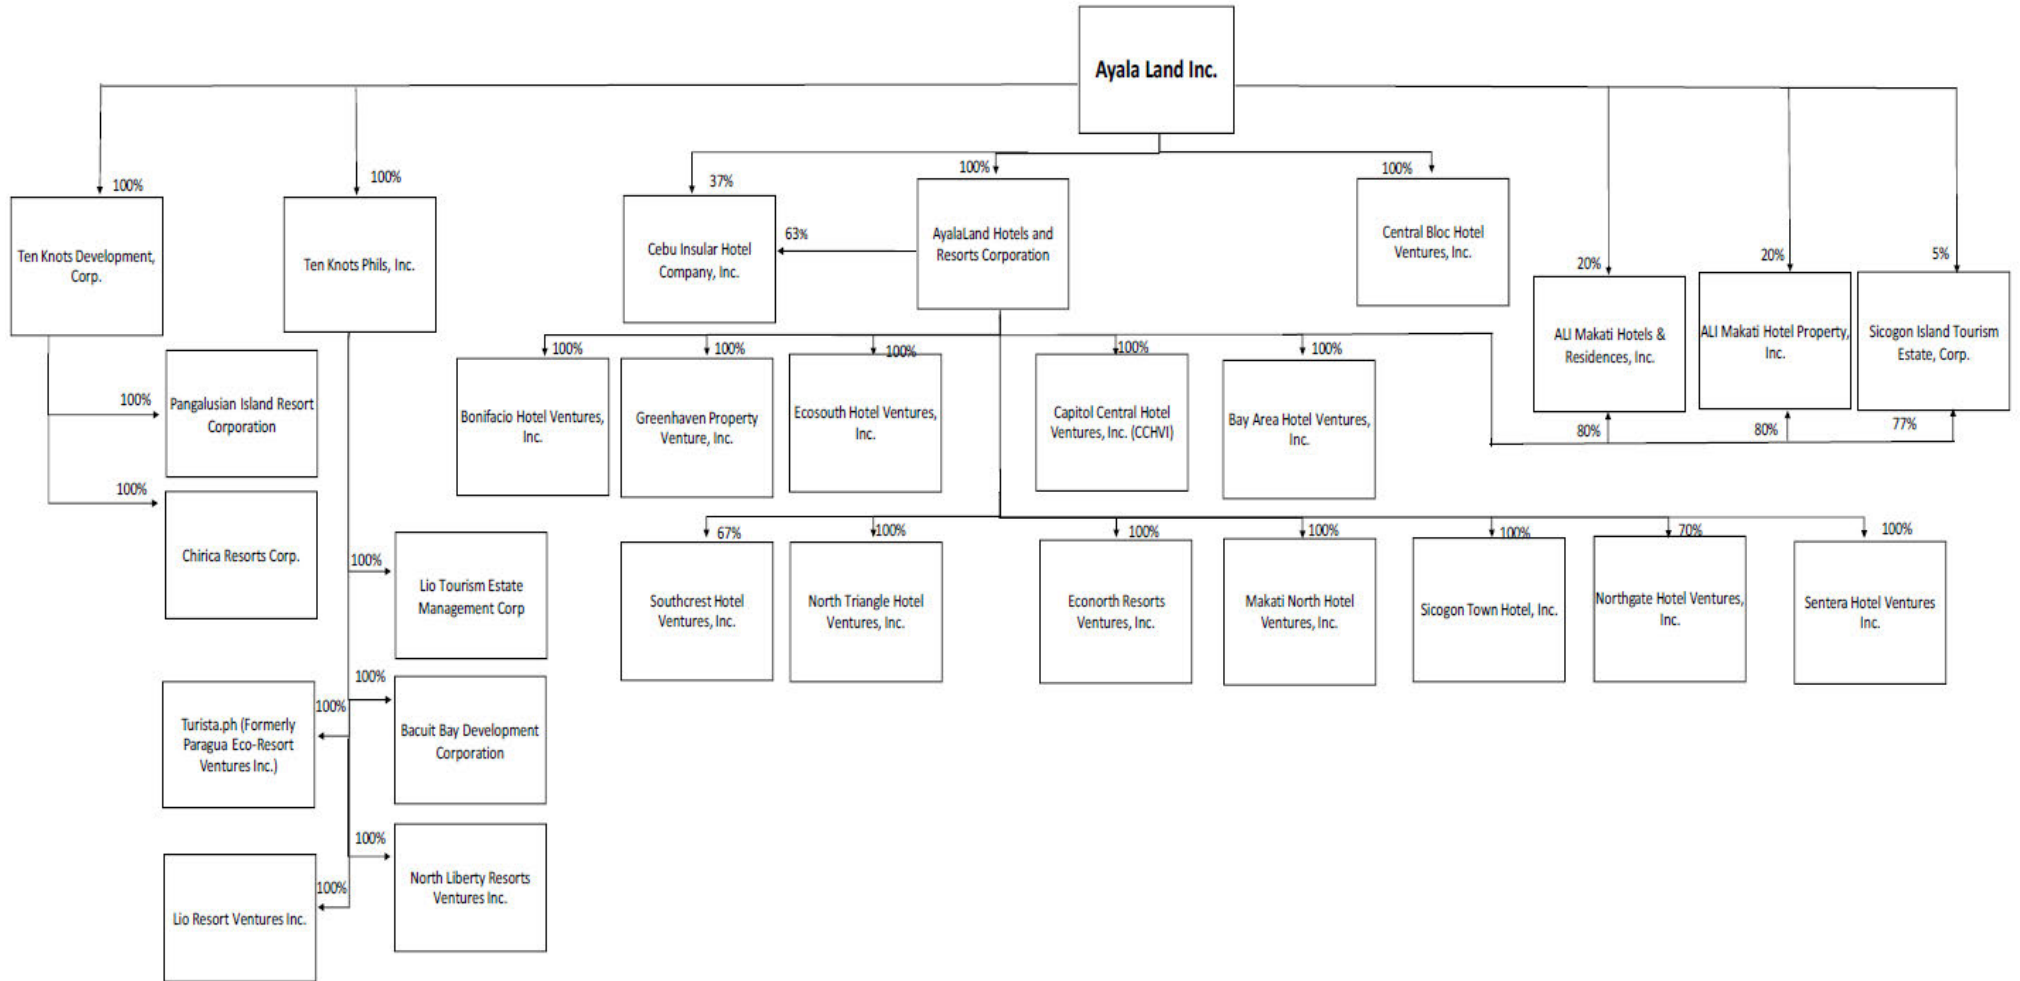 Ayala Land Inc.
100%
Ten Knots Development,
Corp.
100%
Ten Knots Phils, Inc.
37%
Cebu Insular Hotel
Company, Inc.
63%
100%
AyalaLand Hotels and
Resorts Corporation
100%
Central Bloc Hotel
Ventures, Inc.
20%
ALI Makati Hotels &
Residences, Inc.
80%
20%
ALI Makati Hotel Property,
Inc.
80%
5%
Sicogon Island Tourism
Estate, Corp.
77%
100%
Pangalusian Island Resort
Corporation
100%
Chirica Resorts Corp.
100%
Bonifacio Hotel Ventures,
Inc.
100%
Greenhaven Property
Venture, Inc.
100%
Ecosouth Hotel Ventures,
Inc.
100%
Capitol Central Hotel
Ventures, Inc. (CCHVI)
100%
Bay Area Hotel Ventures,
Inc.
67%
Southcrest Hotel
Ventures, Inc.
100%
North Triangle Hotel
Ventures, Inc.
100%
Econorth Resorts
Ventures, Inc.
100%
Makati North Hotel
Ventures, Inc.
100%
Sicogon Town Hotel, Inc.
70%
Northgate Hotel Ventures,
Inc.
100%
Sentera Hotel Ventures
Inc.
100%
Lio Tourism Estate
Management Corp
100%
Bacuit Bay Development
Corporation
100%
Turista.ph (Formerly
Paragua Eco-Resort
Ventures Inc.)
100%
North Liberty Resorts
Ventures Inc.
100%
Lio Resort Ventures Inc.